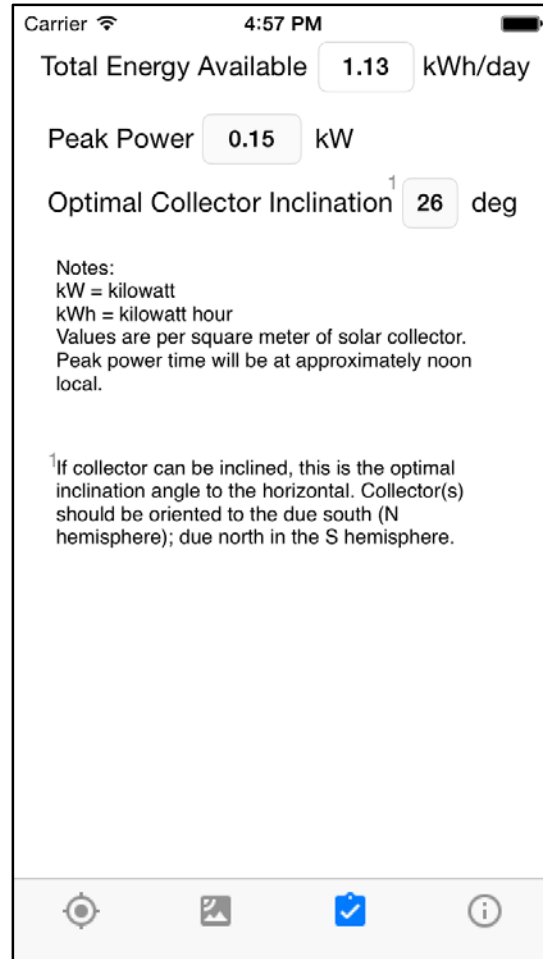 Carrier 4:57 PM
Total Energy Available 1.13 kWh/day
Peak Power 0.15 kW
Optimal Collector Inclination1 26 deg
Notes:
kW = kilowatt
kWh = kilowatt hour
Values are per square meter of solar collector.
Peak power time will be at approximately noon
local.
1If collector can be inclined, this is the optimal
inclination angle to the horizontal. Collector(s)
should be oriented to the due south (N
hemisphere); due north in the S hemisphere.